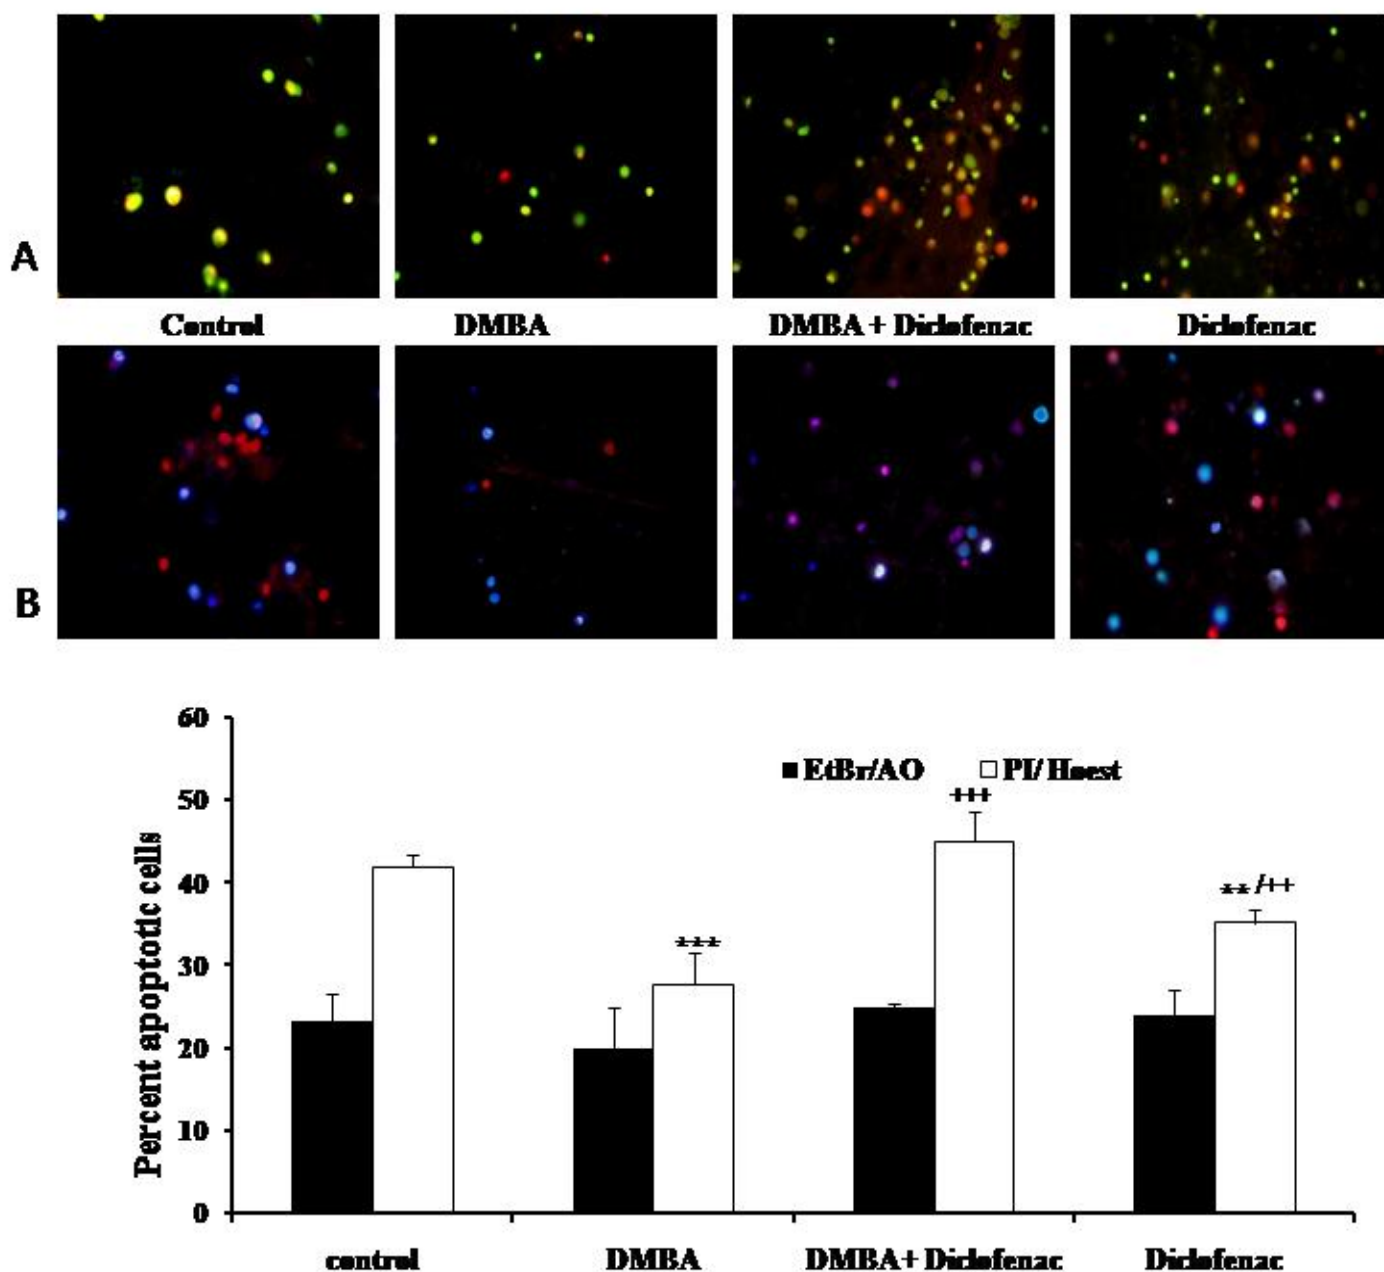 A
Control DMBA DMBA + Diclofenac Diclofenac
B
60
EtBr/AO PI/ Hoest
+++
50
40
**/++
***
30
20
10
0
Percent apoptotic cells
control DMBA DMBA+ Diclofenac Diclofenac